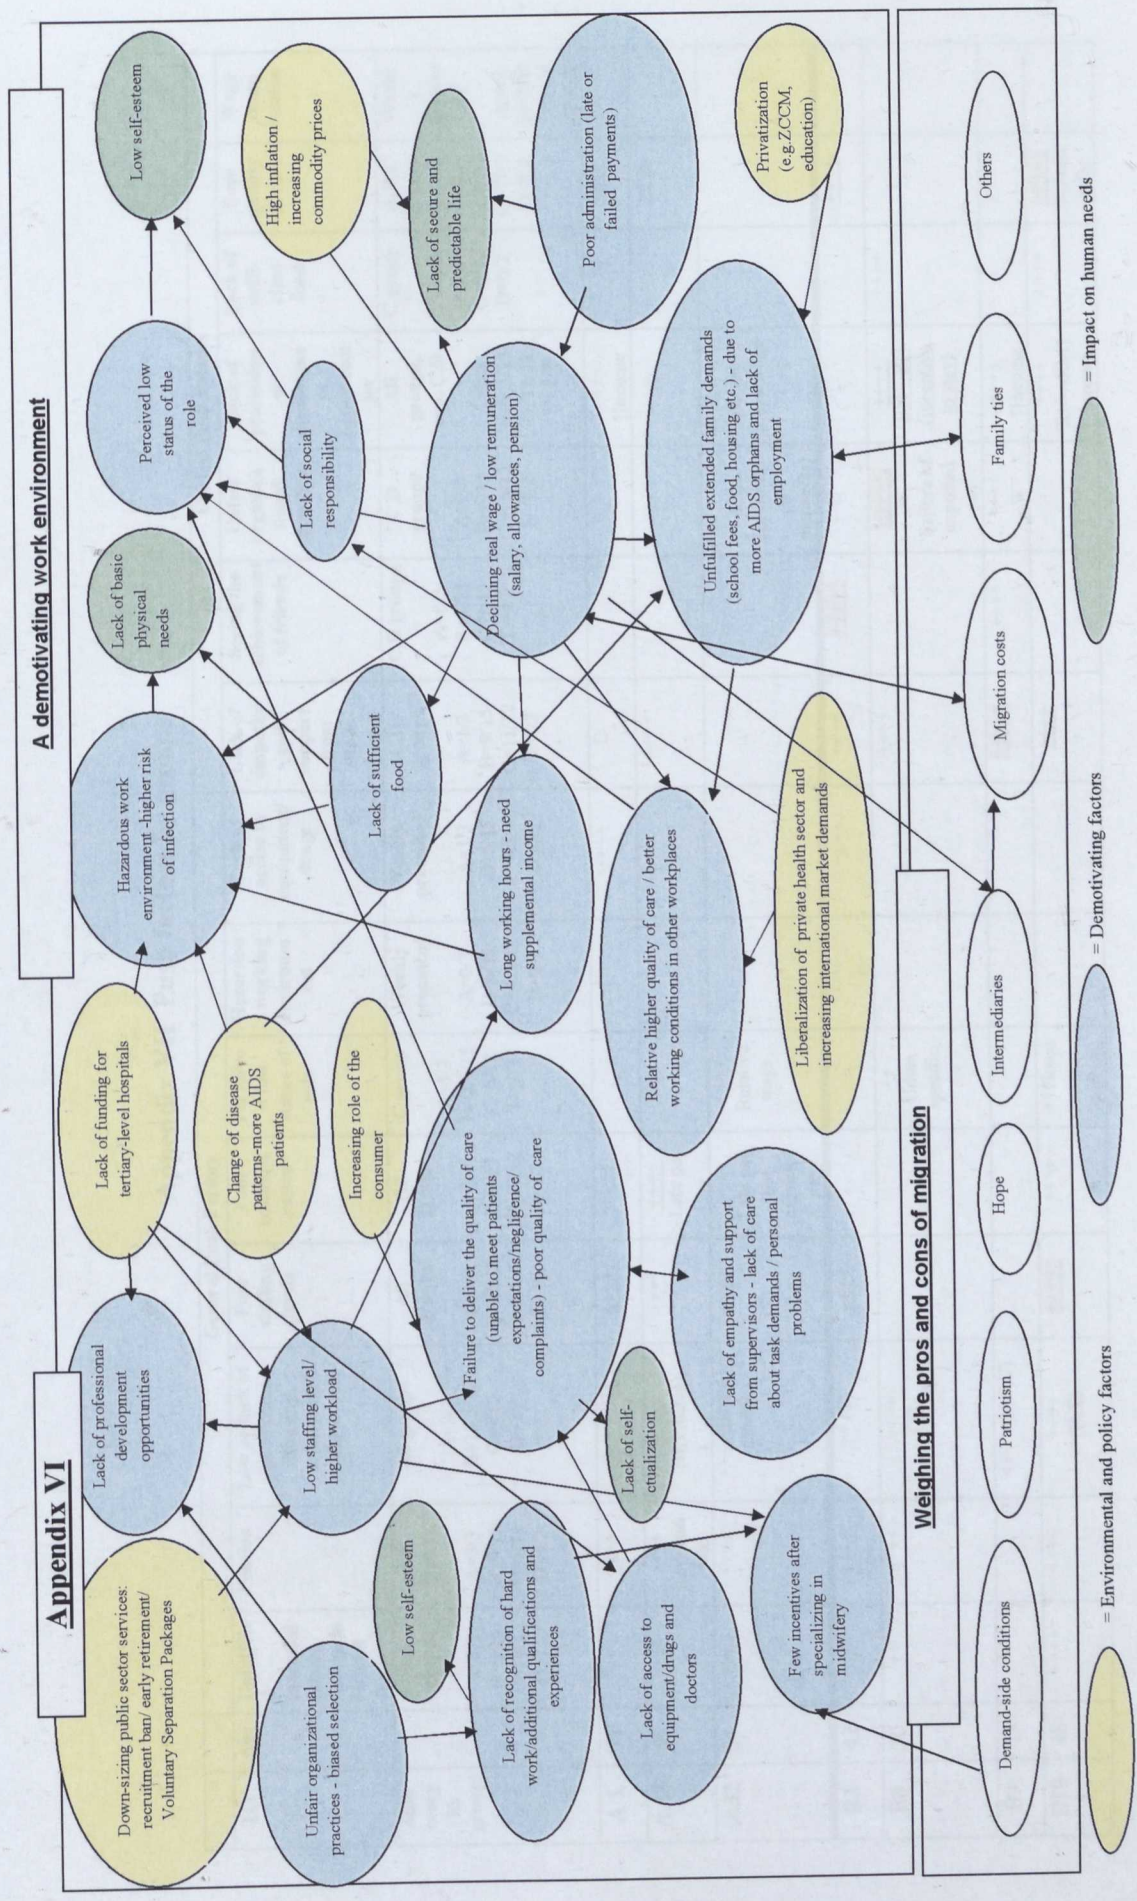 Appendix VI
A demotivating work environment
Down-sizing public sector services:
recruitment ban/ early retirement/
Voluntary Separation Packages
Lack of professional
development
opportunities
Lack of funding for
tertiary-level hospitals
Hazardous work
environment -higher risk
of infection
Lack of basic
physical
needs
Perceived low
status of the
role
Low self-esteem
Unfair organizational
practices - biased selection
Low staffing level/
higher workload
Change of disease
patterns-more AIDS
patients
Lack of social
responsibility
High inflation /
increasing
commodity prices
Low self-esteem
Increasing role of the
consumer
Lack of sufficient
food
Lack of secure and
predictable life
Lack of recognition of hard
work/additional qualifications and
experiences
Failure to deliver the quality of care
(unable to meet patients
expectations/negligence/
complaints) - poor quality of care
Long working hours - need
supplemental income
Declining real wage / low remuneration
(salary, allowances, pension)
Poor administration (late or
failed payments)
Lack of access to
equipment/drugs and
doctors
Lack of self-
ctualization
Relative higher quality of care / better
working conditions in other workplaces
Unfulfilled extended family demands
(school fees, food, housing etc.) - due to
more AIDS orphans and lack of
employment
Privatization
(e.g.ZCCM,
education)
Few incentives after
specializing in
midwifery
Lack of empathy and support
from supervisors - lack of care
about task demands / personal
problems
Liberalization of private health sector and
increasing international market demands
Weighing the pros and cons of migration
Demand-side conditions
Patriotism
Hope
Intermediaries
Migration costs
Family ties
Others
= Environmental and policy factors
= Demotivating factors
= Impact on human needs